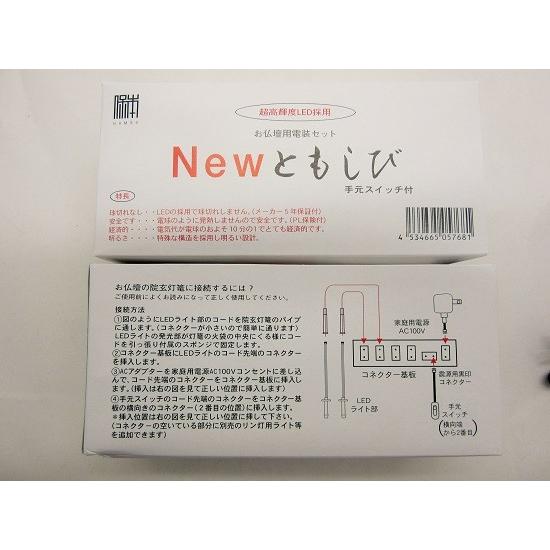 超高輝度LED採用
お仏壇用電装セット
Newともしび
手元スイッチ付
特長
球切れなし・・LEDの採用で球切れしません。(メーカー5年保証付)
安全です・・・電球のように発熱しませんので安全です。(PL保険付)
経済的・・・・電気代が電球のおよそ10分の1でとても経済的です。
明るさ・・・・特殊な構造を採用し明るい設計。
4 534665 057681
お仏壇の院玄灯篭に接続するには?
ご使用前によくお読みになって正しく使用してください。
接続方法
①図のようにLEDライト部のコードを院玄灯篭のパイプ
に通します。(コネクターが小さいので簡単に通ります)
LEDライトの発光部が灯篭の火袋の中央にくる様にコー
ドを引っ張り付属のスポンジで固定します。
②コネクター基板にLEDライトのコード先端のコネクター
を挿入します。
③ACアダプターを家庭用電源AC100Vコンセントに差し込
んで、コード先端のコネクターをコネクター基板に挿入し
ます。(挿入は右の図を見て正しい位置に挿入します。)
④手元スイッチのコード先端のコネクターをコネクター基板
の横向きのコネクター(2番目の位置)に挿入します。
*挿入位置は右の図を見て正しい位置に挿して下さい。
(コネクターの空いている部分に別売のリン灯用ライト等
を追加できます)
家庭用電源
AC100V
コネクター基板
電源用黒印
コネクター
LED
ライト部
手元
スイッチ
(横向端
から2番目)